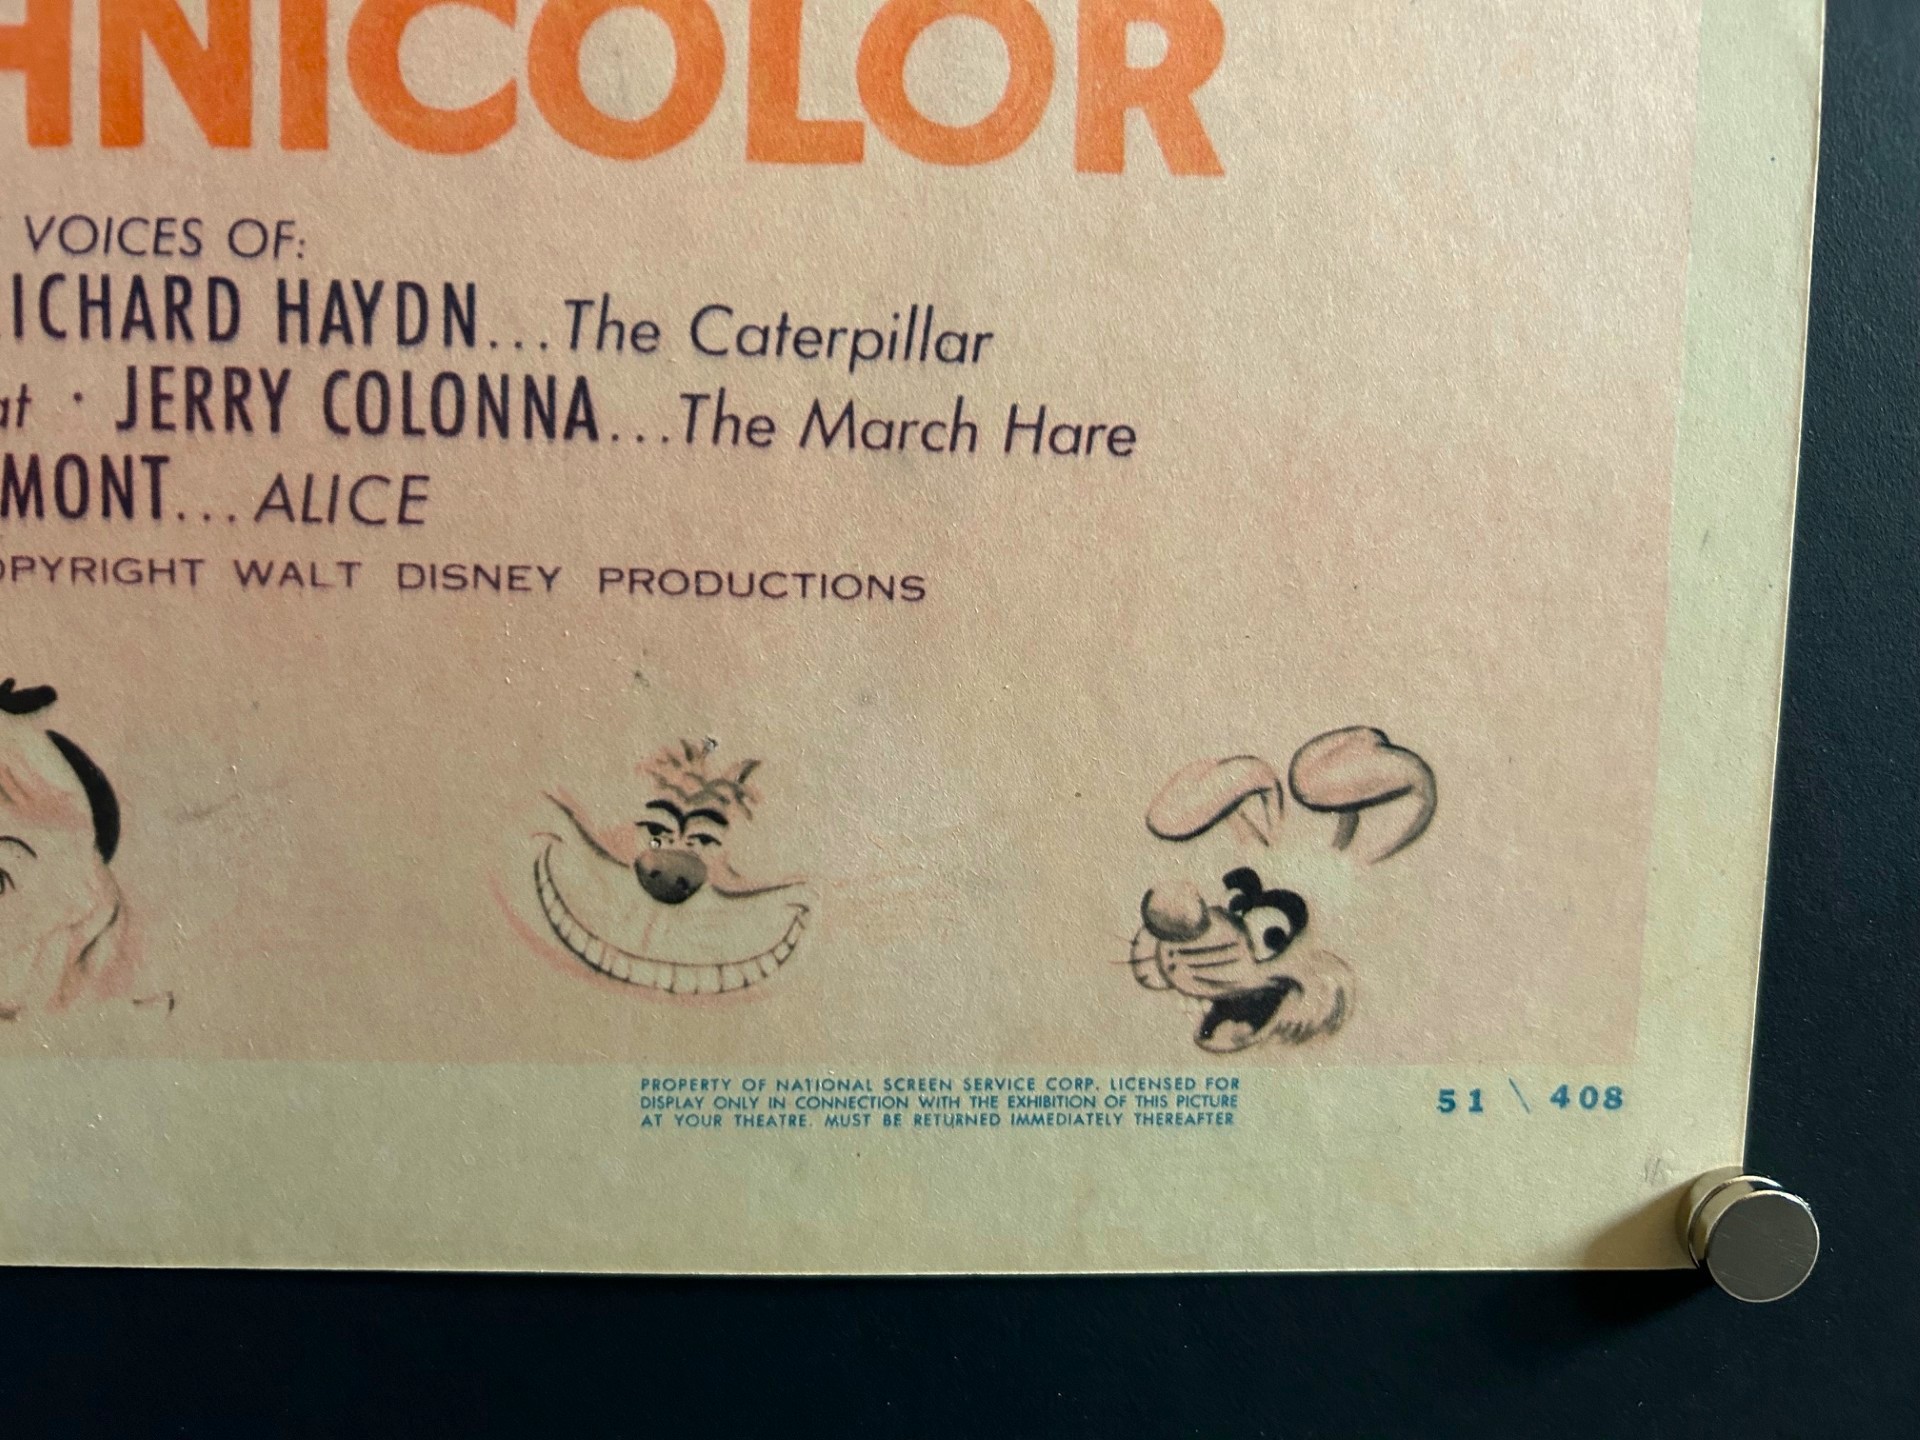 HNICOLOR
VOICES OF:
RICHARD HAYDN...The Caterpillar
at · JERRY COLONNA...The March Hare
MONT...ALICE
OPYRIGHT WALT DISNEY PRODUCTIONS
PROPERTY OF NATIONAL SCREEN SERVICE CORP. LICENSED FOR
DISPLAY ONLY IN CONNECTION WITH THE EXHIBITION OF THIS PICTURE
AT YOUR THEATRE. MUST BE RETURNED IMMEDIATELY THEREAFTER
51 \ 408